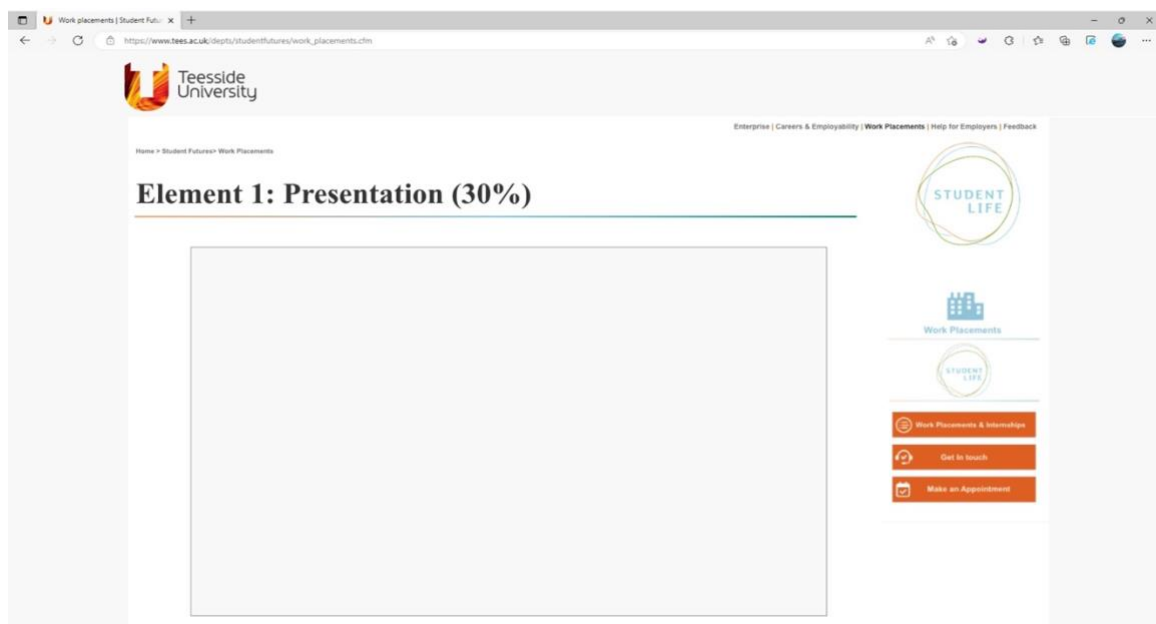 Work placements | Student Futu
https://www.tees.ac.uk/depts/studentfutures/work_placements.cfm
Teesside
University
Enterprise | Careers & Employability | Work Placements | Help for Employers | Feedback
Home > Student Futures> Work Placements
Element 1: Presentation (30%)
STUDENT
LIFE
Work Placements
STUDENT
LIFE
Work Placements & Internships
Get In touch
Make an Appointment